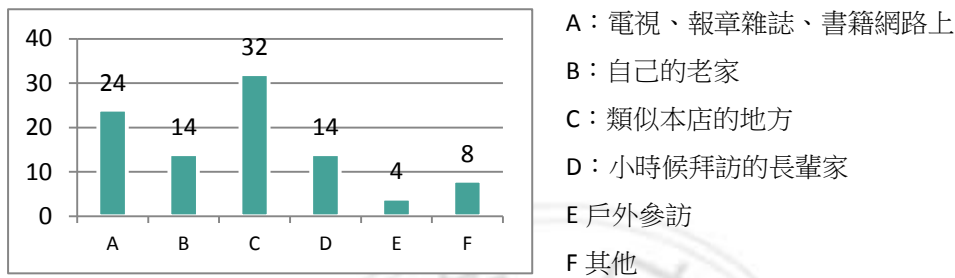 40
30
20
10
0
24
14
32
14
4
8
A
B
C
D
E
F
A：電視、報章雜誌、書籍網路上
B：自己的老家
C：類似本店的地方
D：小時候拜訪的長輩家
E 戶外參訪
F 其他